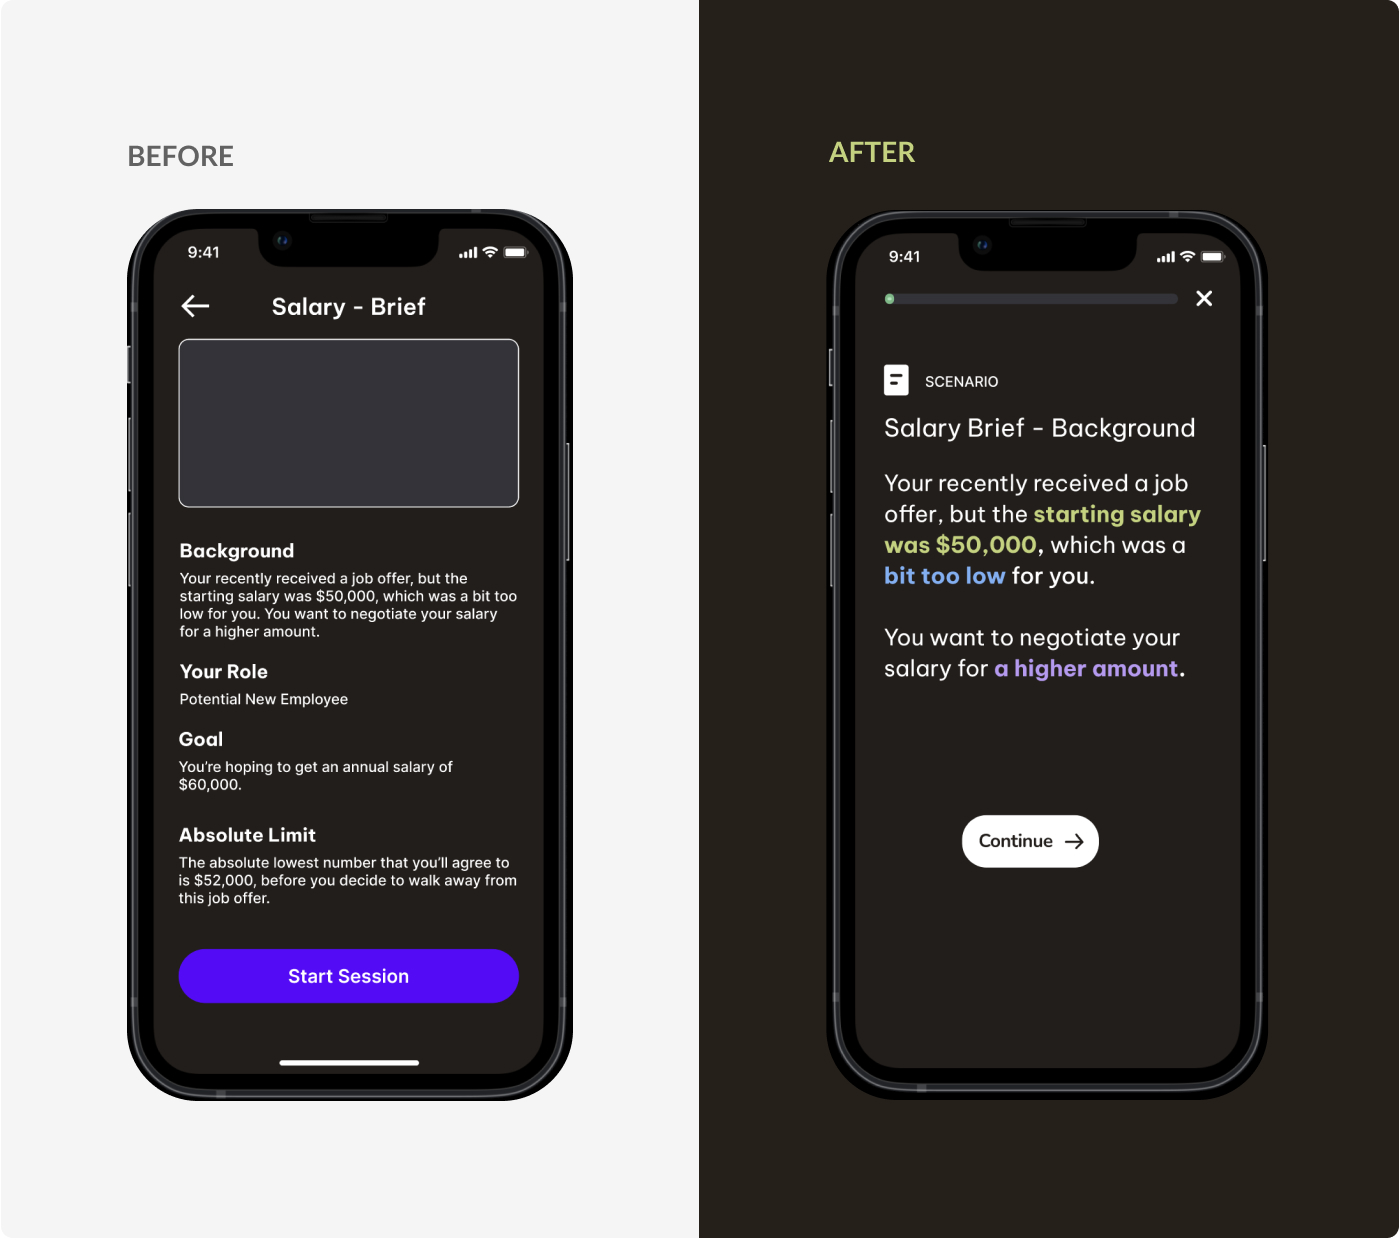 BEFORE
9:41
Salary - Brief
Background
Your recently received a job offer, but the
starting salary was $50,000, which was a bit too
low for you. You want to negotiate your salary
for a higher amount.
Your Role
Potential New Employee
Goal
You're hoping to get an annual salary of
$60,000.
Absolute Limit
The absolute lowest number that you'll agree to
is $52,000, before you decide to walk away from
this job offer.
Start Session
AFTER
9:41
SCENARIO
Salary Brief - Background
Your recently received a job
offer, but the starting salary
was $50,000, which was a
bit too low for you.
You want to negotiate your
salary for a higher amount.
Continue